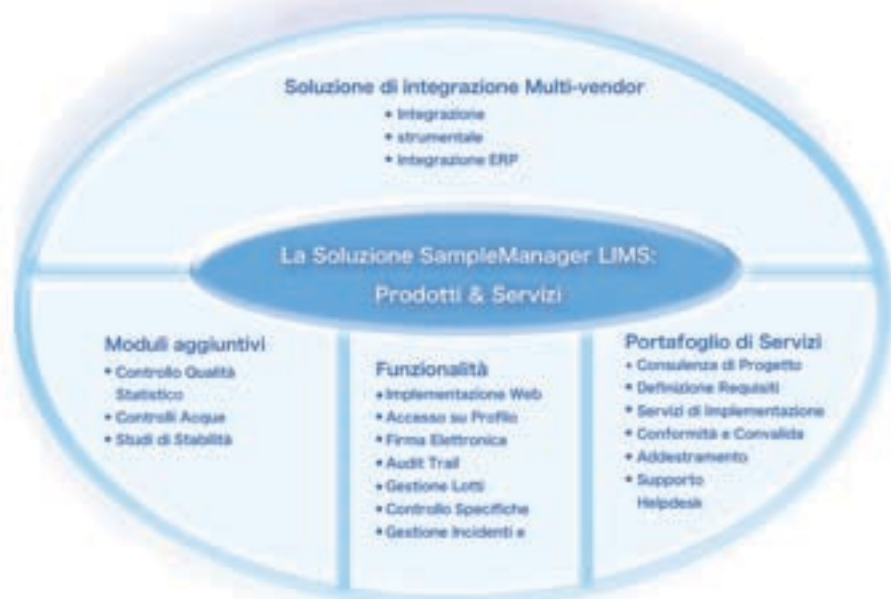 Soluzione di integrazione Multi-vendor
• Integrazione
• strumentale
• Integrazione ERP
La Soluzione SampleManager LIMS:
Prodotti & Servizi
Moduli aggiuntivi
• Controllo Qualità
Statistico
• Controlli Acque
• Studi di Stabilità
Funzionalità
• Implementazione Web
• Accesso su Profilo
• Firma Elettronica
• Audit Trail
• Gestione Lotti
• Controllo Specifiche
• Gestione Incidenti e
Portafoglio di Servizi
• Consulenza di Progetto
• Definizione Requisiti
• Servizi di Implementazione
• Conformità e Convalida
• Addestramento
• Supporto
Helpdesk